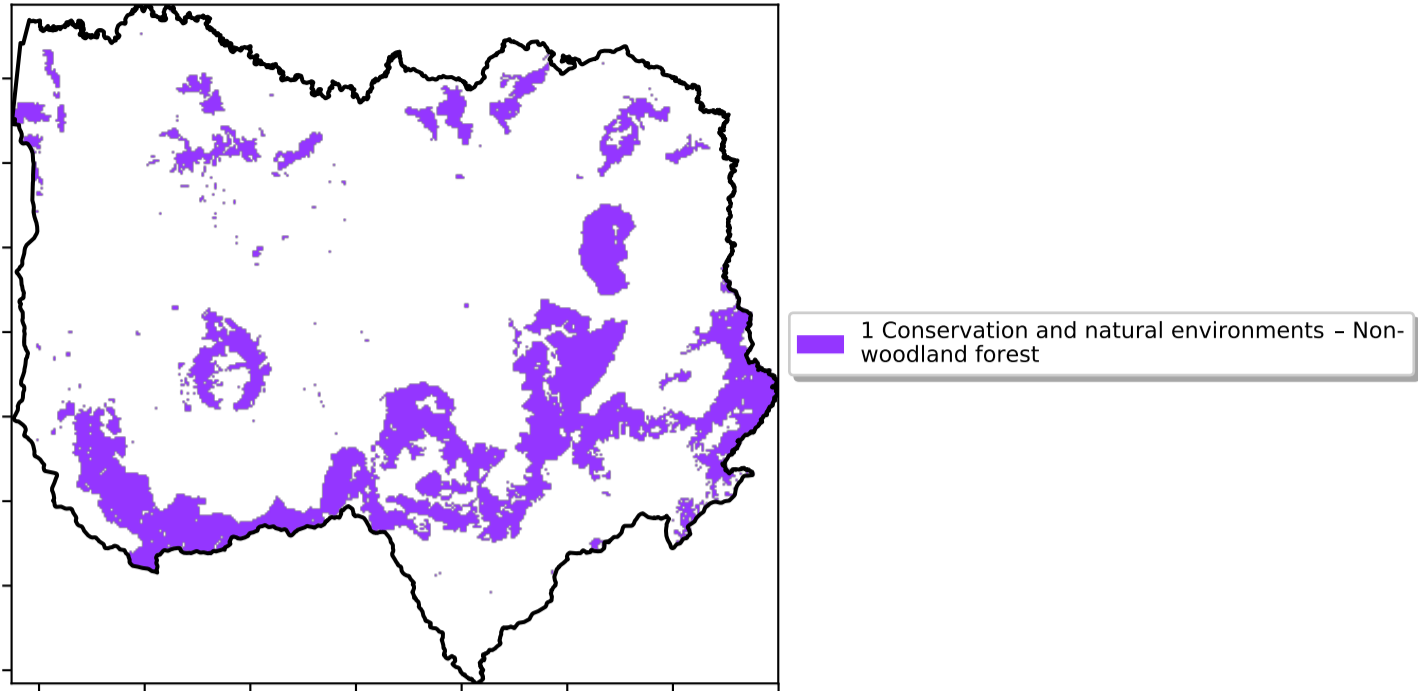 1 Conservation and natural environments – Non-
woodland forest